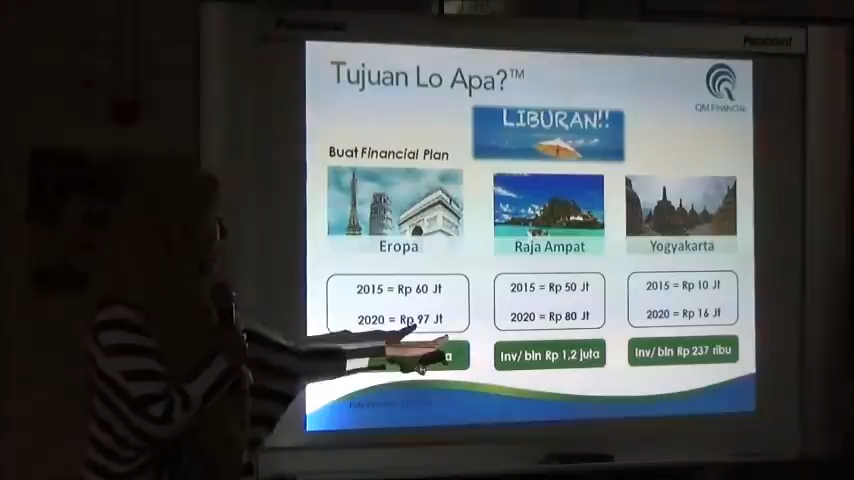 Panaboard
Tujuan Lo Apa?™
QM FINANCIAL
LIBURAN!!
Buat Financial Plan
Eropa
Raja Ampat
Yogyakarta
2015 = Rp 60 Jt
2020 = Rp 97 Jt
2015 = Rp 50 Jt
2020 = Rp 80 Jt
2015 = Rp 10 Jt
2020 = Rp 16 Jt
Inv/bln Rp 1,2 juta
Inv/bln Rp 237 ribu